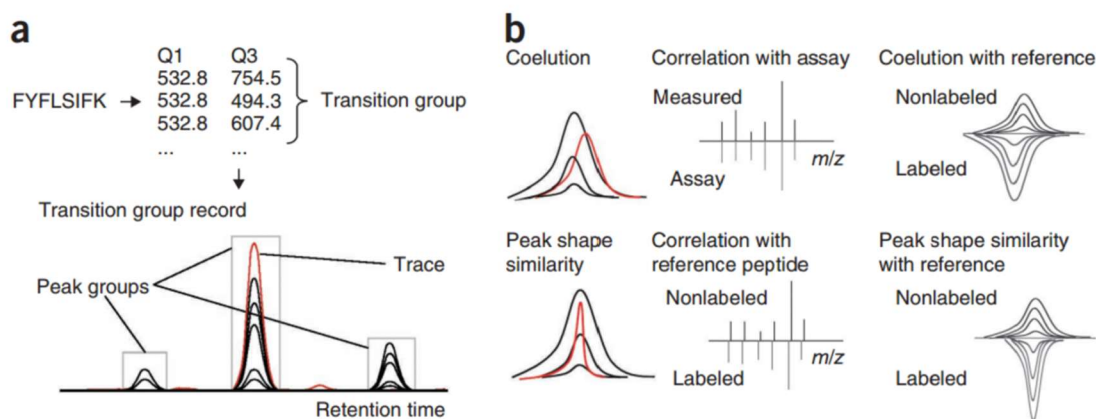 a
Q1 Q3
532.8 754.5
FYFLSIFK 532.8 494.3 Transition group
532.8 607.4
... ...
Transition group record
Trace
Peak groups
Retention time
b
Coelution
Correlation with assay
Measured
Assay
m/z
Coelution with reference
Nonlabeled
Labeled
Peak shape
similarity
Correlation with
reference peptide
Nonlabeled
Labeled
m/z
Peak shape similarity
with reference
Nonlabeled
Labeled